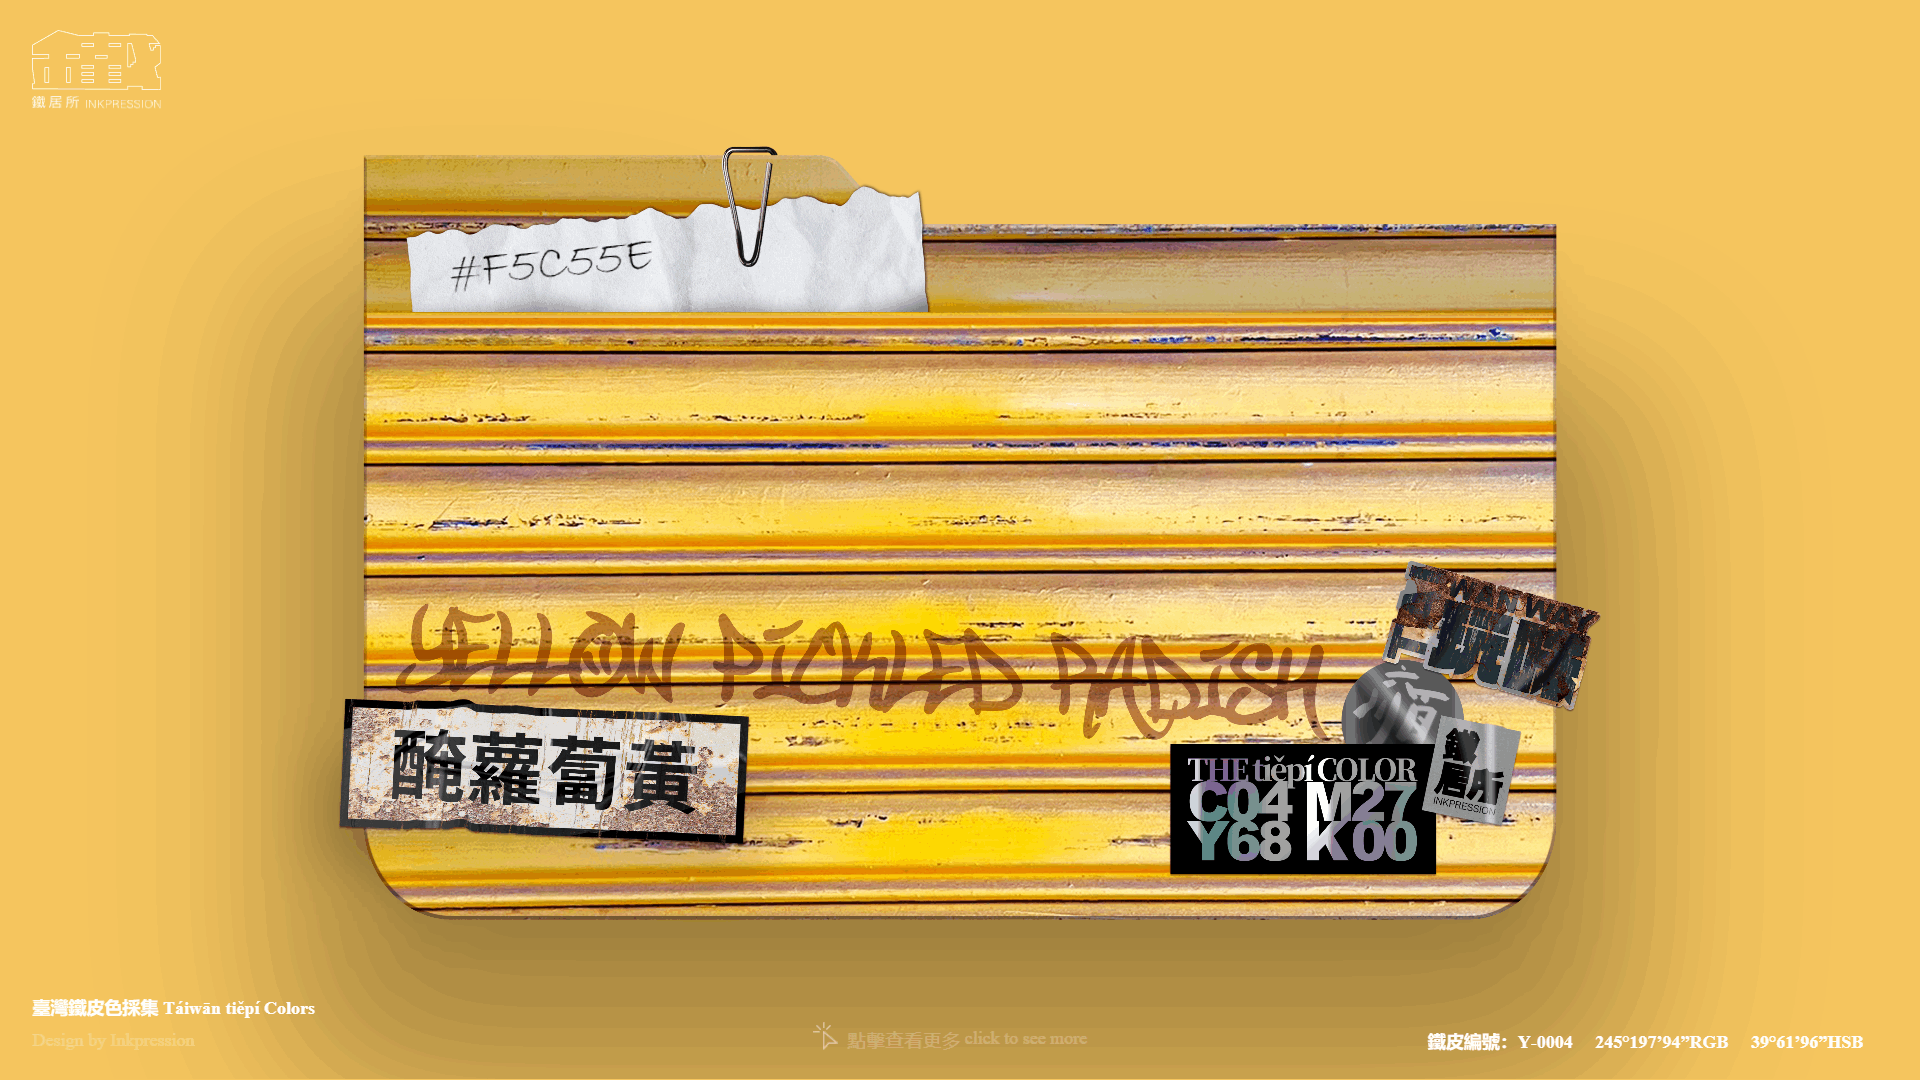 鐵居所 INKPRESSION
#F5C55E
YELLOW PICKLED RADISH
醃蘿蔔黃
THE tiěpí COLOR
C04 M27
Y68 K00
鐵居所
INKPRESSION
臺灣鐵皮色採集 Táiwān tiěpí Colors
Design by Inkpression
點擊查看更多 click to see more
鐵皮編號：Y-0004 245°197’94”RGB 39°61’96”HSB